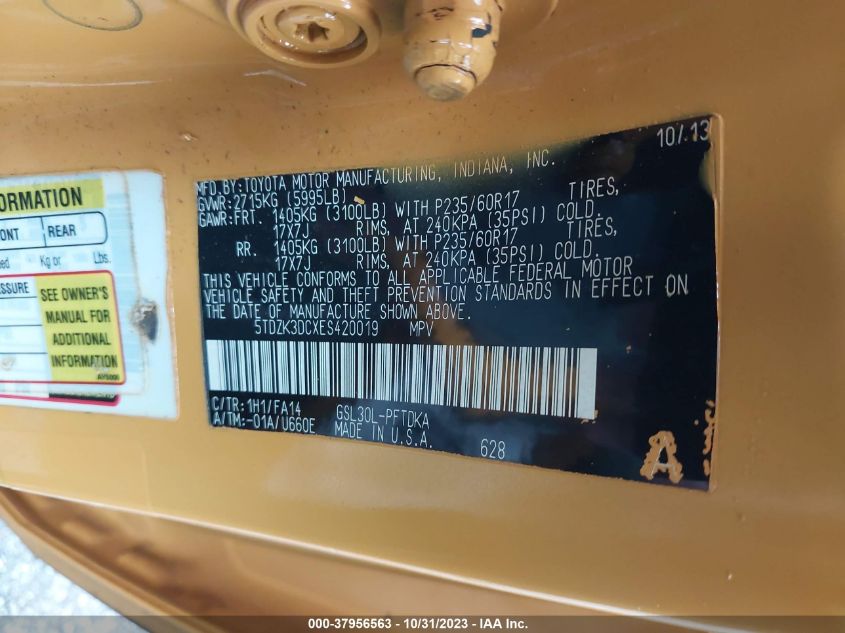 ORMATION
ONT REAR
Kg or Lbs.
SSURE
SEE OWNER'S
MANUAL FOR
ADDITIONAL
INFORMATION
10/13
MFD.BY:TOYOTA MOTOR MANUFACTURING, INDIANA, INC.
GVWR:2715KG (5995LB)
GAWR:FRT. 1405KG (3100LB) WITH P235/60R17 TIRES,
17X7J RIMS, AT 240KPA (35PSI) COLD.
RR. 1405KG (3100LB) WITH P235/60R17 TIRES,
17X7J RIMS, AT 240KPA (35PSI) COLD.
THIS VEHICLE CONFORMS TO ALL APPLICABLE FEDERAL MOTOR
VEHICLE SAFETY AND THEFT PREVENTION STANDARDS IN EFFECT ON
THE DATE OF MANUFACTURE SHOWN ABOVE.
5TDZK3DCXES420019 MPV
C/TR:1H1/FA14 GSL30L-PFTDKA
A/TM:-01A/U660E MADE IN U.S.A. 628
A
000-37956563 - 10/31/2023 - IAA Inc.